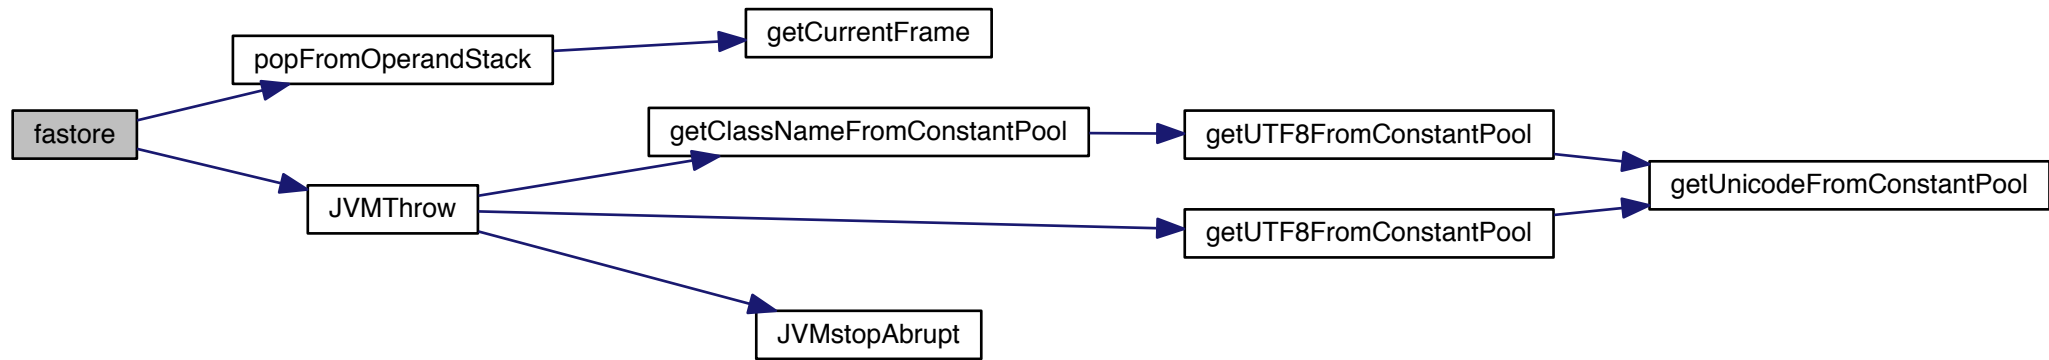 getCurrentFrame
popFromOperandStack
fastore
getClassNameFromConstantPool
getUTF8FromConstantPool
getUnicodeFromConstantPool
JVMThrow
getUTF8FromConstantPool
JVMstopAbrupt